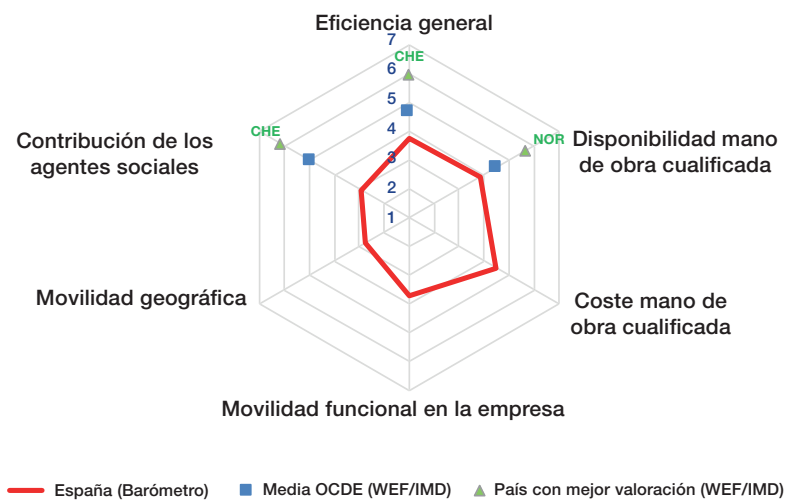 Eficiencia general
7
CHE
6
5
4
3
2
1
CHE
NOR
Contribución de los
agentes sociales
Disponibilidad mano
de obra cualificada
Movilidad geográfica
Coste mano de
obra cualificada
Movilidad funcional en la empresa
España (Barómetro)
Media OCDE (WEF/IMD)
País con mejor valoración (WEF/IMD)